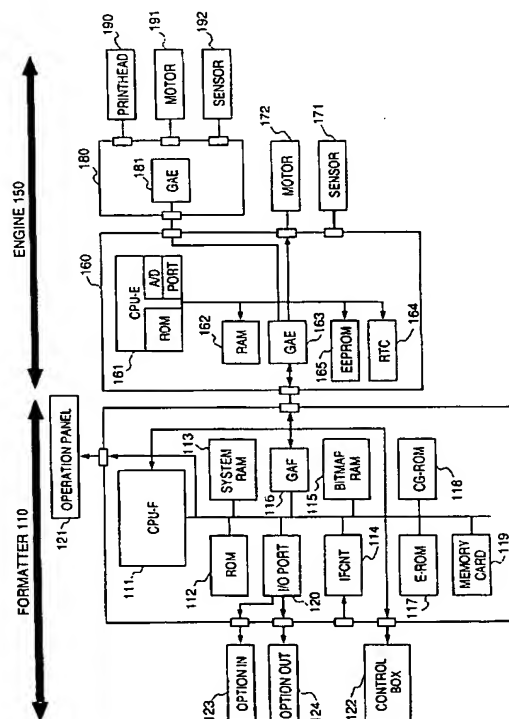 FORMATTER 110
ENGINE 150
OPERATION PANEL
121
CPU-F
111
SYSTEM RAM
113
ROM
112
GAF
116
I/O PORT
120
BITMAP RAM
115
IFCNT
114
CG-ROM
118
E-ROM
117
MEMORY CARD
119
OPTION IN
123
OPTION OUT
124
CONTROL BOX
122
160
CPU-E
A/D
ROM
PORT
161
RAM
162
GAE
163
EEPROM
165
RTC
164
180
GAE
181
PRINTHEAD
190
MOTOR
191
SENSOR
192
MOTOR
172
SENSOR
171